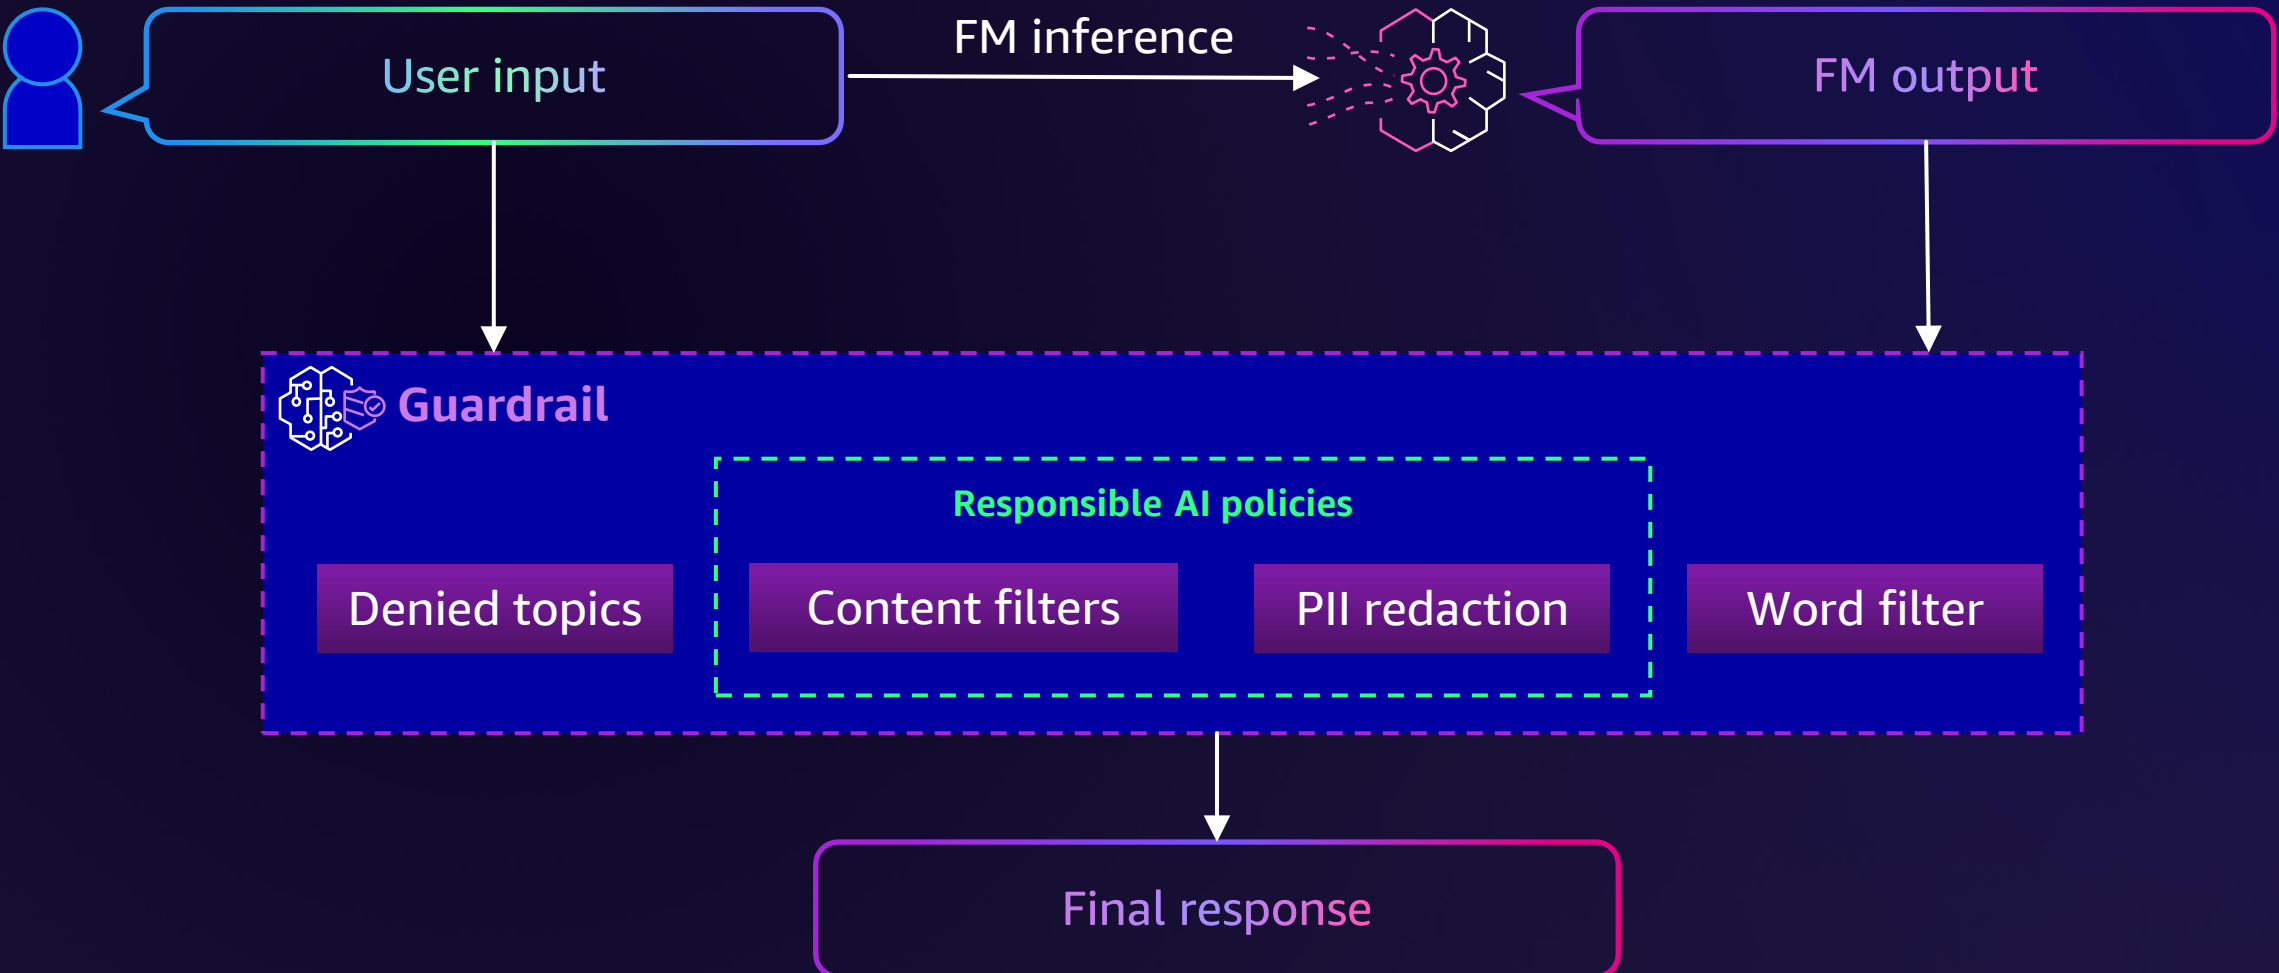 User input
FM inference
FM output
Guardrail
Responsible AI policies
Denied topics
Content filters
PII redaction
Word filter
Final response